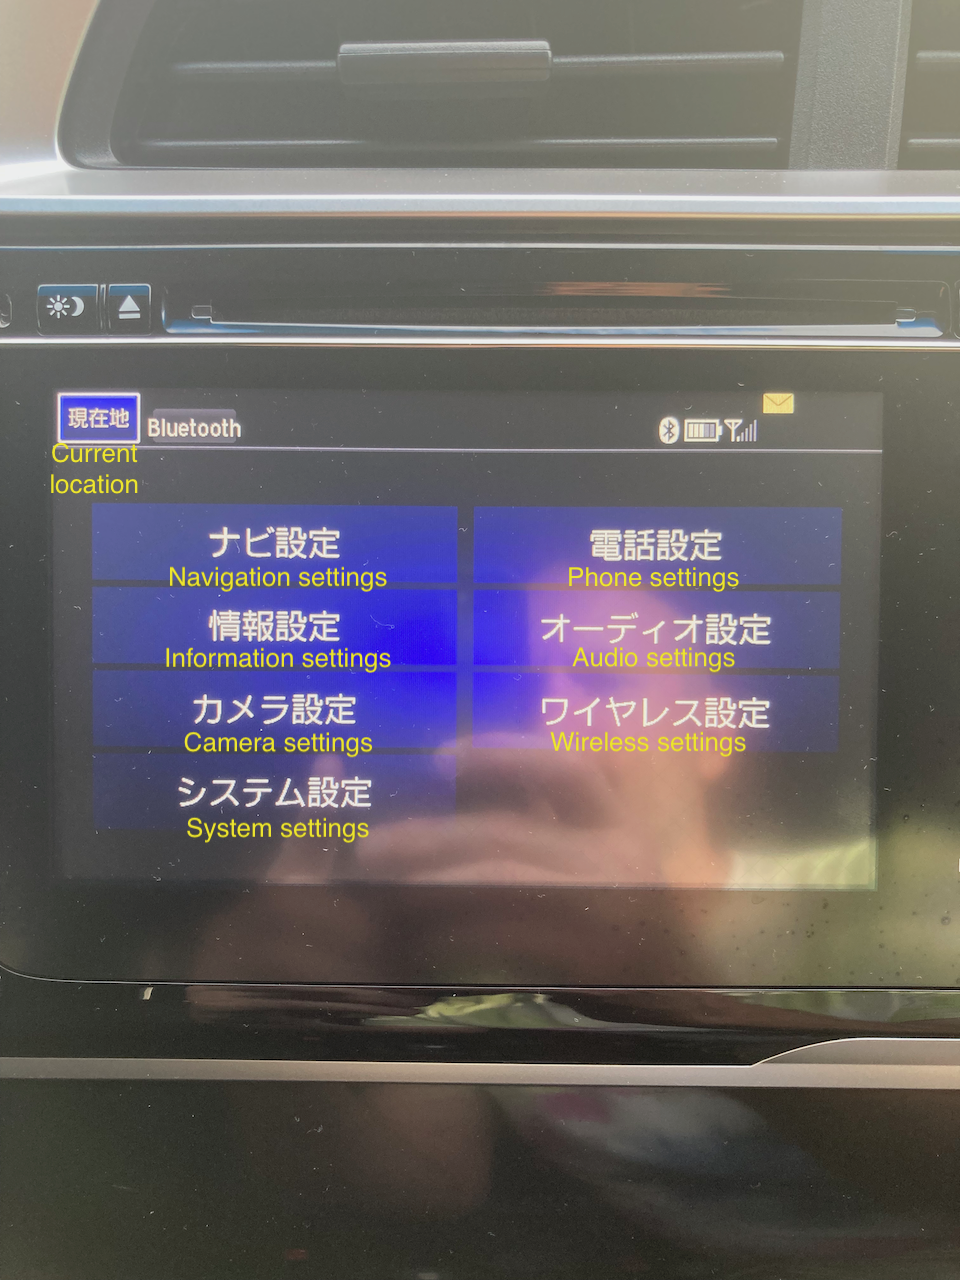 現在地
Bluetooth
Current
location
ナビ設定
電話設定
Navigation settings
Phone settings
情報設定
オーディオ設定
Information settings
Audio settings
カメラ設定
ワイヤレス設定
Camera settings
Wireless settings
システム設定
System settings